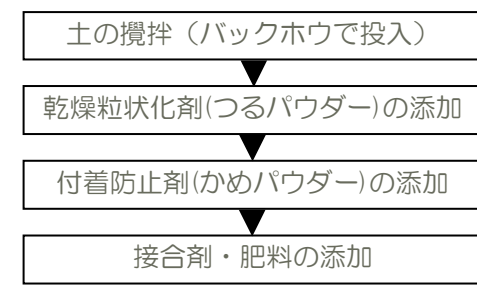 土の攪拌（バックホウで投入）
乾燥粒状化剤(つるパウダー)の添加
付着防止剤(かめパウダー)の添加
接合剤・肥料の添加